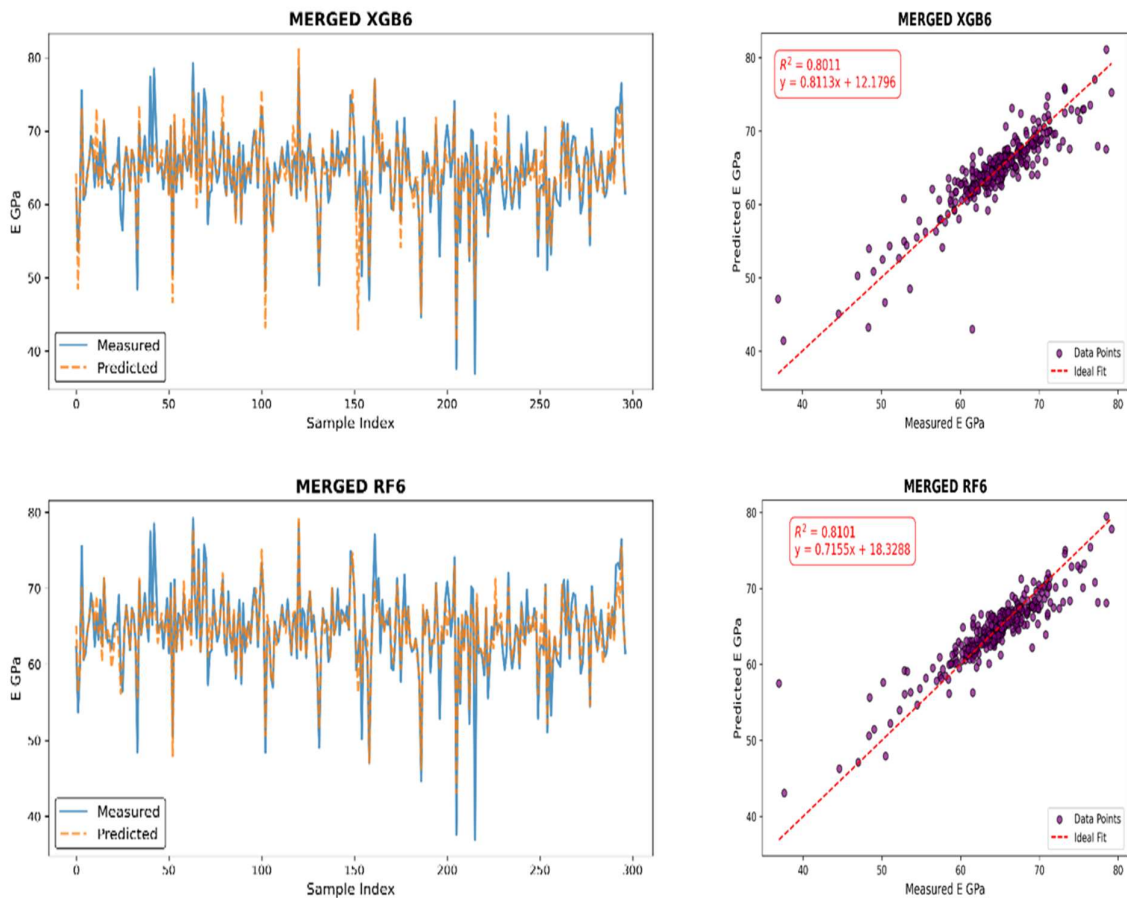 MERGED XGB6
80
70
60
50
40
E GPa
Measured
Predicted
0
50
100
150
200
250
300
Sample Index
MERGED XGB6
R² = 0.8011
y = 0.8113x + 12.1796
80
70
60
50
40
Predicted E GPa
Data Points
Ideal Fit
40
50
60
70
80
Measured E GPa
MERGED RF6
80
70
60
50
40
E GPa
Measured
Predicted
0
50
100
150
200
250
300
Sample Index
MERGED RF6
R² = 0.8101
y = 0.7155x + 18.3288
80
70
60
50
40
Predicted E GPa
Data Points
Ideal Fit
40
50
60
70
80
Measured E GPa